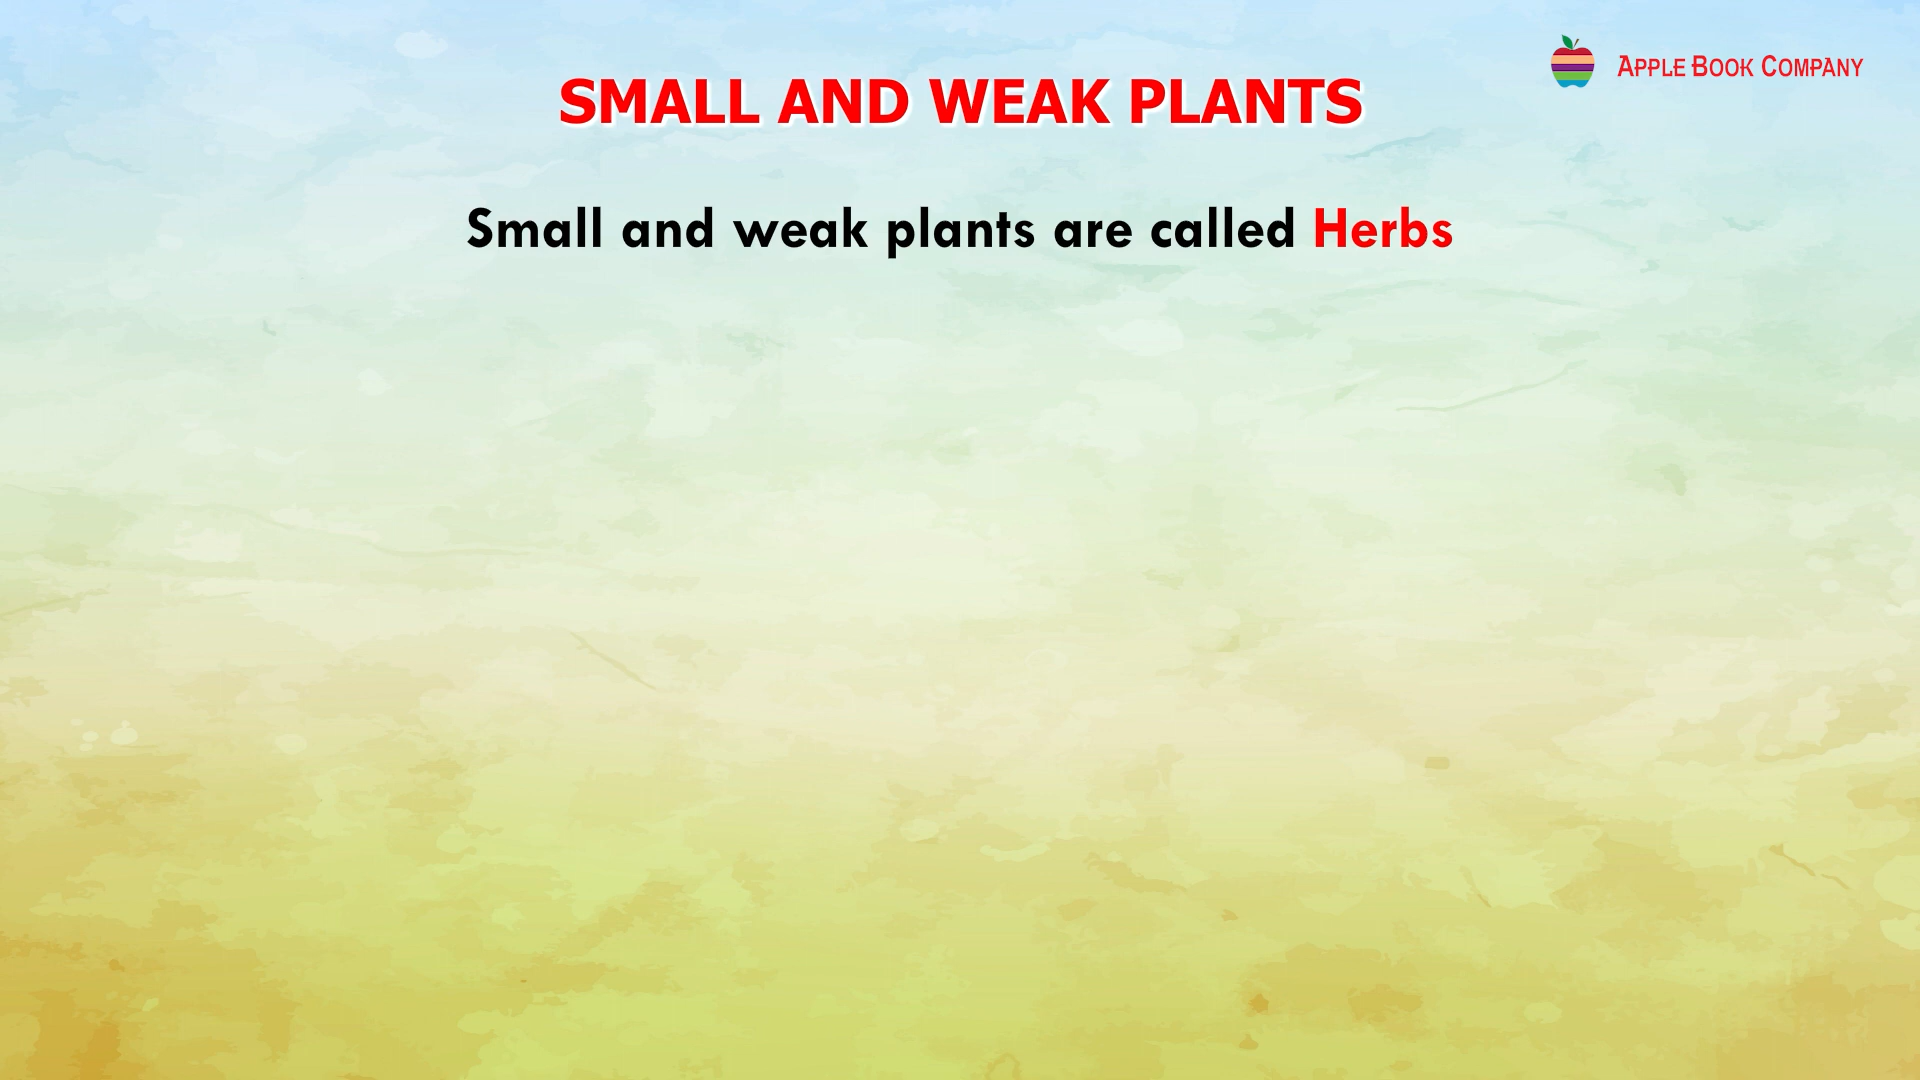 APPLE BOOK COMPANY
SMALL AND WEAK PLANTS
Small and weak plants are called Herbs